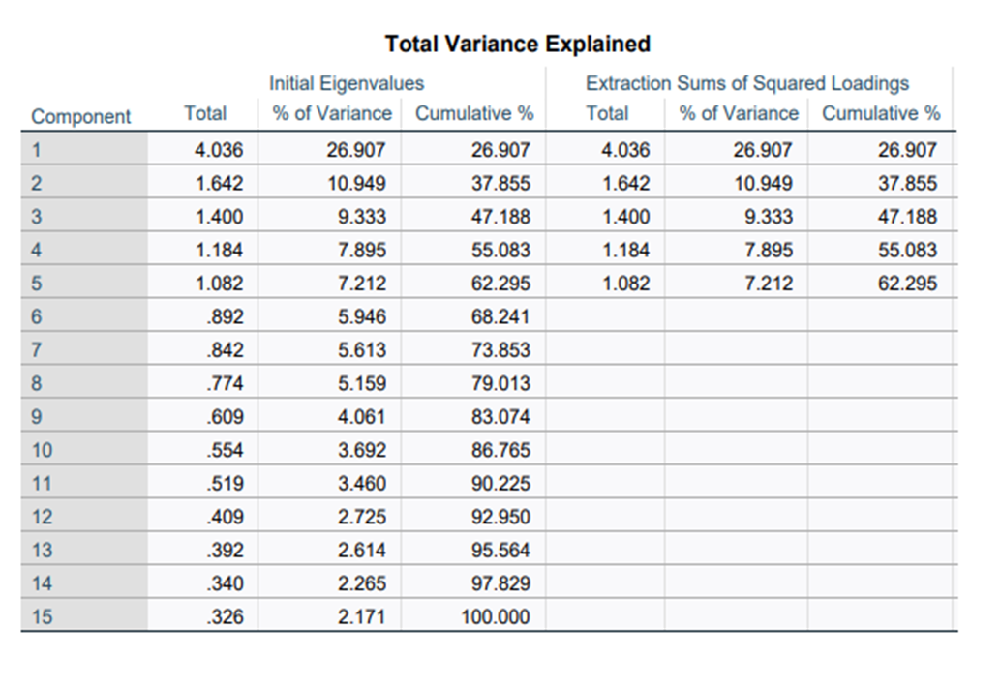 Total Variance Explained
Initial Eigenvalues Extraction Sums of Squared Loadings
Component Total % of Variance Cumulative % Total % of Variance Cumulative %
1 4.036 26.907 26.907 4.036 26.907 26.907
2 1.642 10.949 37.855 1.642 10.949 37.855
3 1.400 9.333 47.188 1.400 9.333 47.188
4 1.184 7.895 55.083 1.184 7.895 55.083
5 1.082 7.212 62.295 1.082 7.212 62.295
6 .892 5.946 68.241
7 .842 5.613 73.853
8 .774 5.159 79.013
9 .609 4.061 83.074
10 .554 3.692 86.765
11 .519 3.460 90.225
12 .409 2.725 92.950
13 .392 2.614 95.564
14 .340 2.265 97.829
15 .326 2.171 100.000